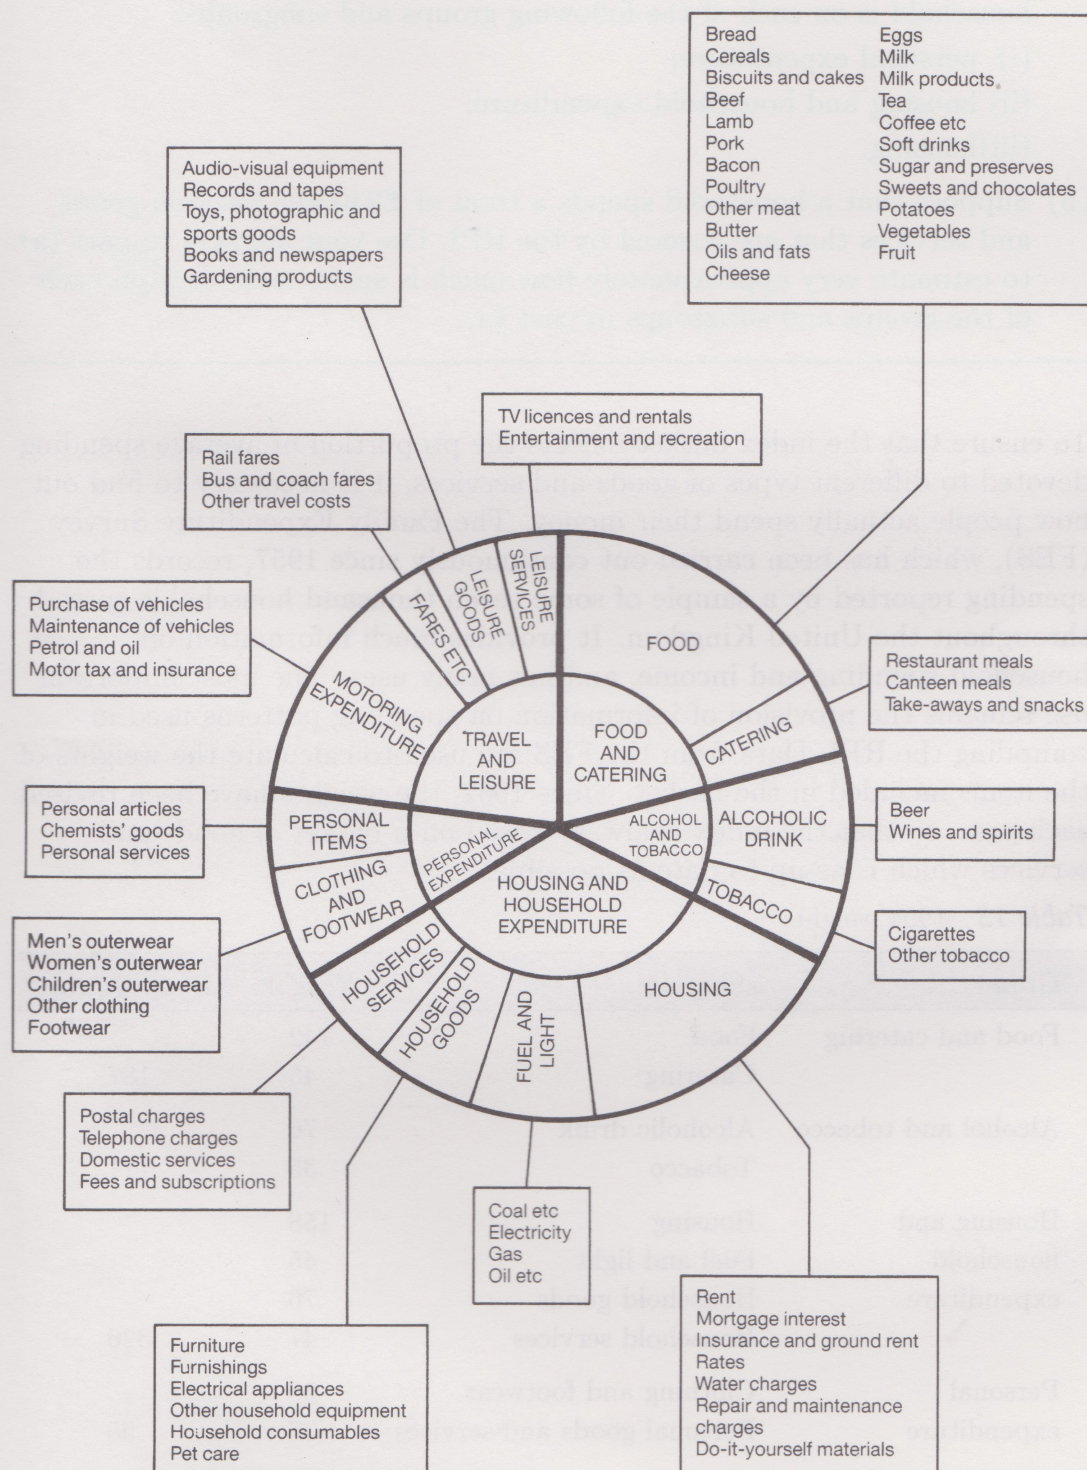 Bread
Cereals
Biscuits and cakes
Beef
Lamb
Pork
Bacon
Poultry
Other meat
Butter
Oils and fats
Cheese
Eggs
Milk
Milk products
Tea
Coffee etc
Soft drinks
Sugar and preserves
Sweets and chocolates
Potatoes
Vegetables
Fruit
Audio-visual equipment
Records and tapes
Toys, photographic and
sports goods
Books and newspapers
Gardening products
TV licences and rentals
Entertainment and recreation
Rail fares
Bus and coach fares
Other travel costs
Purchase of vehicles
Maintenance of vehicles
Petrol and oil
Motor tax and insurance
Restaurant meals
Canteen meals
Take-aways and snacks
LEISURE
SERVICES
LEISURE
GOODS
FARES ETC
MOTORING
EXPENDITURE
FOOD
CATERING
TRAVEL
AND
LEISURE
FOOD
AND
CATERING
Personal articles
Chemists' goods
Personal services
PERSONAL
ITEMS
PERSONAL
EXPENDITURE
ALCOHOL
AND
TOBACCO
ALCOHOLIC
DRINK
Beer
Wines and spirits
CLOTHING
AND
FOOTWEAR
HOUSING AND
HOUSEHOLD
EXPENDITURE
TOBACCO
Men's outerwear
Women's outerwear
Children's outerwear
Other clothing
Footwear
Cigarettes
Other tobacco
HOUSEHOLD
SERVICES
HOUSEHOLD
GOODS
FUEL AND
LIGHT
HOUSING
Postal charges
Telephone charges
Domestic services
Fees and subscriptions
Coal etc
Electricity
Gas
Oil etc
Furniture
Furnishings
Electrical appliances
Other household equipment
Household consumables
Pet care
Rent
Mortgage interest
Insurance and ground rent
Rates
Water charges
Repair and maintenance
charges
Do-it-yourself materials